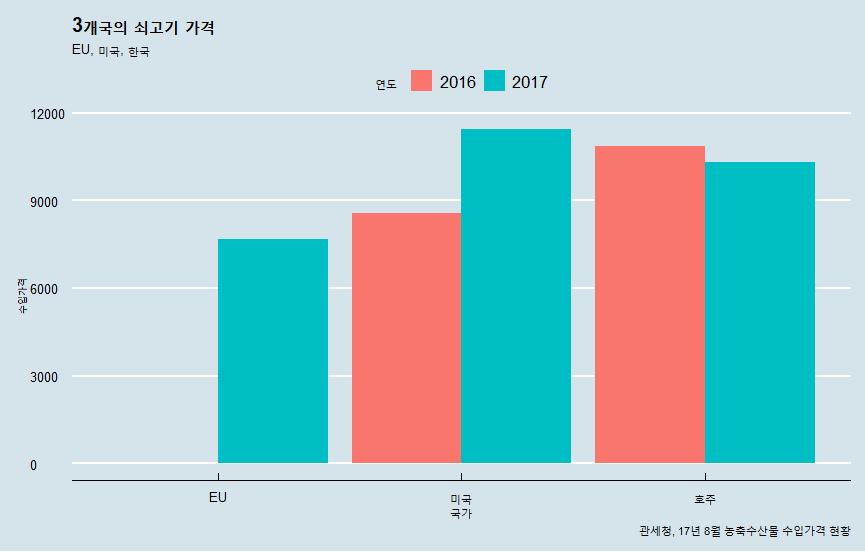 3개국의 쇠고기 가격
EU, 미국, 한국
연도 2016 2017
12000
9000
6000
3000
0
수입가격
EU 미국 호주
국가
관세청, 17년 8월 농축수산물 수입가격 현황